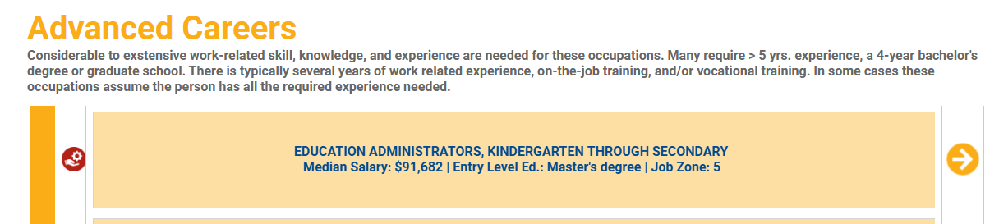 Advanced Careers
Considerable to exstensive work-related skill, knowledge, and experience are needed for these occupations. Many require > 5 yrs. experience, a 4-year bachelor's
degree or graduate school. There is typically several years of work related experience, on-the-job training, and/or vocational training. In some cases these
occupations assume the person has all the required experience needed.
EDUCATION ADMINISTRATORS, KINDERGARTEN THROUGH SECONDARY
Median Salary: $91,682 | Entry Level Ed.: Master's degree | Job Zone: 5